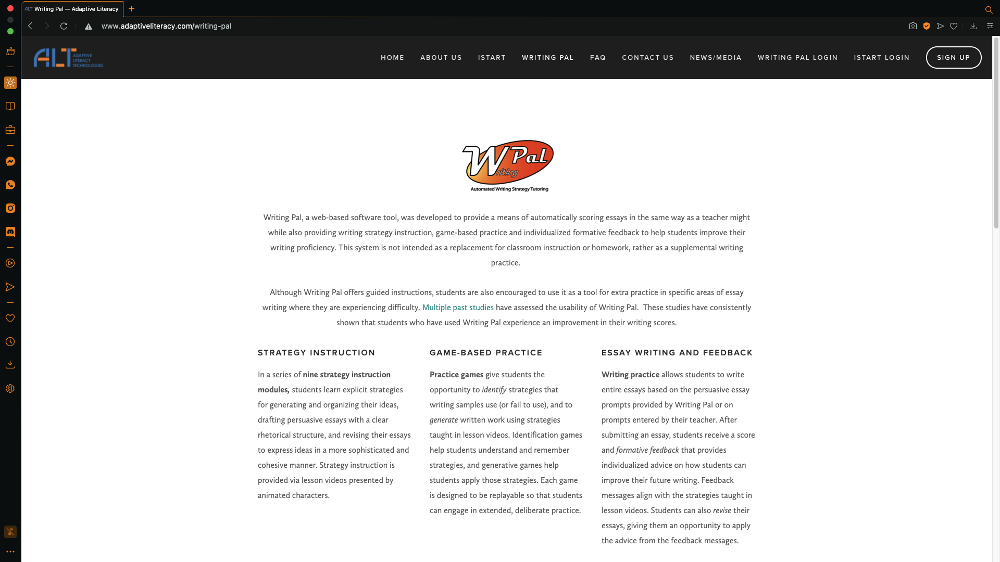 ALT Writing Pal — Adaptive Literacy
www.adaptiveliteracy.com/writing-pal
ALT ADAPTIVE LITERACY TECHNOLOGIES
HOME ABOUT US ISTART WRITING PAL FAQ CONTACT US NEWS/MEDIA WRITING PAL LOGIN ISTART LOGIN SIGN UP
W Pal
riting
Automated Writing Strategy Tutoring
Writing Pal, a web-based software tool, was developed to provide a means of automatically scoring essays in the same way as a teacher might
while also providing writing strategy instruction, game-based practice and individualized formative feedback to help students improve their
writing proficiency. This system is not intended as a replacement for classroom instruction or homework, rather as a supplemental writing
practice.
Although Writing Pal offers guided instructions, students are also encouraged to use it as a tool for extra practice in specific areas of essay
writing where they are experiencing difficulty. Multiple past studies have assessed the usability of Writing Pal.  These studies have consistently
shown that students who have used Writing Pal experience an improvement in their writing scores.
STRATEGY INSTRUCTION
In a series of nine strategy instruction
modules, students learn explicit strategies
for generating and organizing their ideas,
drafting persuasive essays with a clear
rhetorical structure, and revising their essays
to express ideas in a more sophisticated and
cohesive manner. Strategy instruction is
provided via lesson videos presented by
animated characters.
GAME-BASED PRACTICE
Practice games give students the
opportunity to identify strategies that
writing samples use (or fail to use), and to
generate written work using strategies
taught in lesson videos. Identification games
help students understand and remember
strategies, and generative games help
students apply those strategies. Each game
is designed to be replayable so that students
can engage in extended, deliberate practice.
ESSAY WRITING AND FEEDBACK
Writing practice allows students to write
entire essays based on the persuasive essay
prompts provided by Writing Pal or on
prompts entered by their teacher. After
submitting an essay, students receive a score
and formative feedback that provides
individualized advice on how students can
improve their future writing. Feedback
messages align with the strategies taught in
lesson videos. Students can also revise their
essays, giving them an opportunity to apply
the advice from the feedback messages.